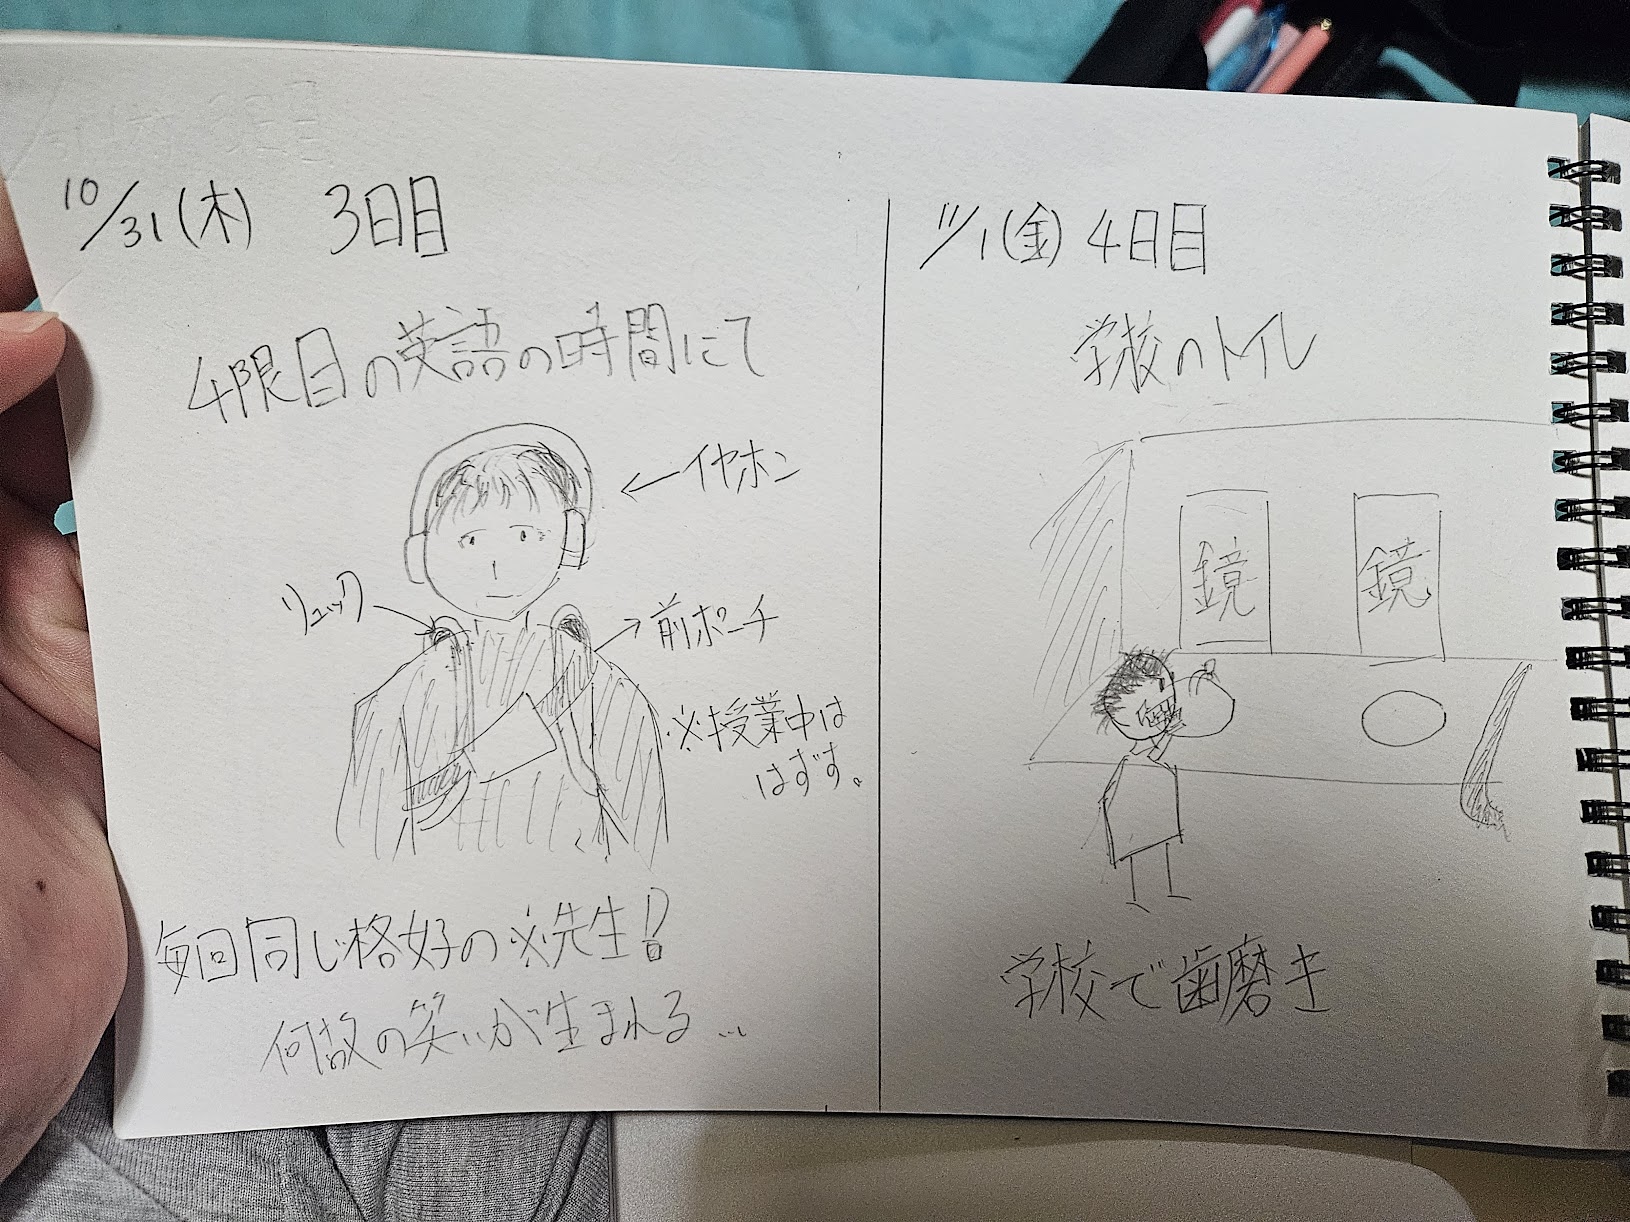 10/31(木) 3日目
4限目の英語の時間にて
←イヤホン
リュック
前ポーチ
※授業中は
はずす。
毎回同じ格好の※先生!
何故の笑いが生まれる…
11/1(金) 4日目
学校のトイレ
鏡
鏡
学校で歯磨き